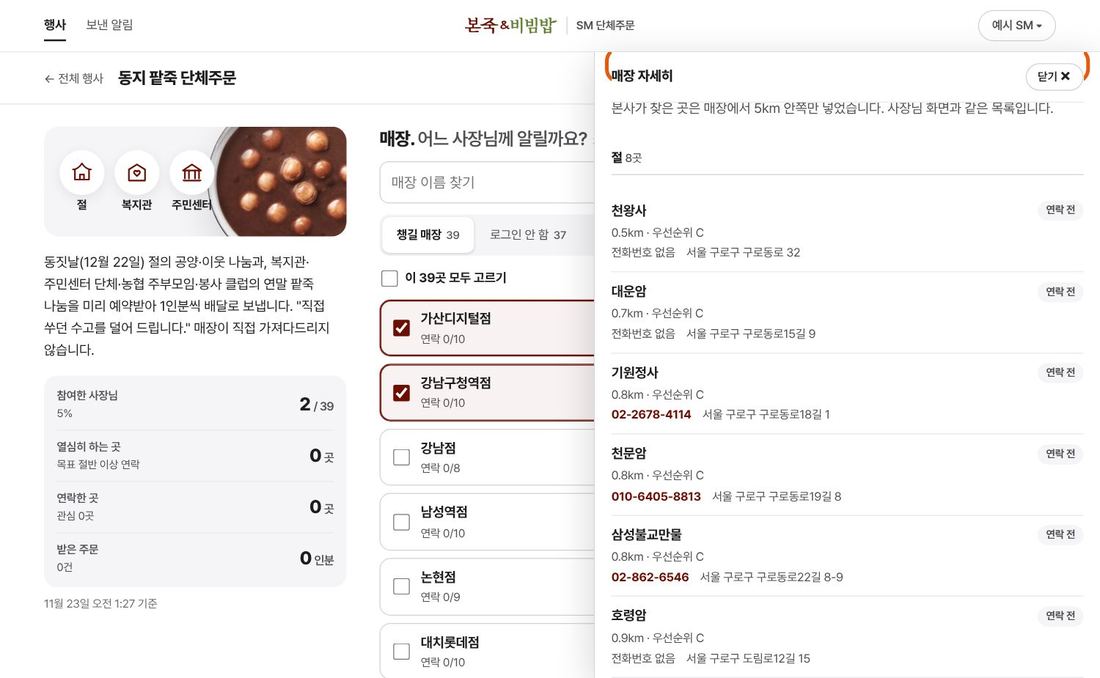 행사 보낸 알림
본죽&비빔밥 SM 단체주문
예시 SM
← 전체 행사 동지 팥죽 단체주문
절 복지관 주민센터
동짓날(12월 22일) 절의 공양·이웃 나눔과, 복지관·
주민센터 단체·농협 주부모임·봉사 클럽의 연말 팥죽
나눔을 미리 예약받아 1인분씩 배달로 보냅니다. "직접
쑤던 수고를 덜어 드립니다." 매장이 직접 가져다드리지
않습니다.
참여한 사장님
5%
2 / 39
열심히 하는 곳
목표 절반 이상 연락
0 곳
연락한 곳
관심 0곳
0 곳
받은 주문
0건
0 인분
11월 23일 오전 1:27 기준
매장. 어느 사장님께 알릴까요?
매장 이름 찾기
챙길 매장 39 로그인 안 함 37
이 39곳 모두 고르기
가산디지털점
연락 0/10
강남구청역점
연락 0/10
강남점
연락 0/8
남성역점
연락 0/10
논현점
연락 0/9
대치롯데점
연락 0/10
매장 자세히
닫기 ×
본사가 찾은 곳은 매장에서 5km 안쪽만 넣었습니다. 사장님 화면과 같은 목록입니다.
절 8곳
천왕사 연락 전
0.5km · 우선순위 C
전화번호 없음 서울 구로구 구로동로 32
대운암 연락 전
0.7km · 우선순위 C
전화번호 없음 서울 구로구 구로동로15길 9
기원정사 연락 전
0.8km · 우선순위 C
02-2678-4114 서울 구로구 구로동로18길 1
천문암 연락 전
0.8km · 우선순위 C
010-6405-8813 서울 구로구 구로동로19길 8
삼성불교만물 연락 전
0.8km · 우선순위 C
02-862-6546 서울 구로구 구로동로22길 8-9
호령암 연락 전
0.9km · 우선순위 C
전화번호 없음 서울 구로구 도림로12길 15